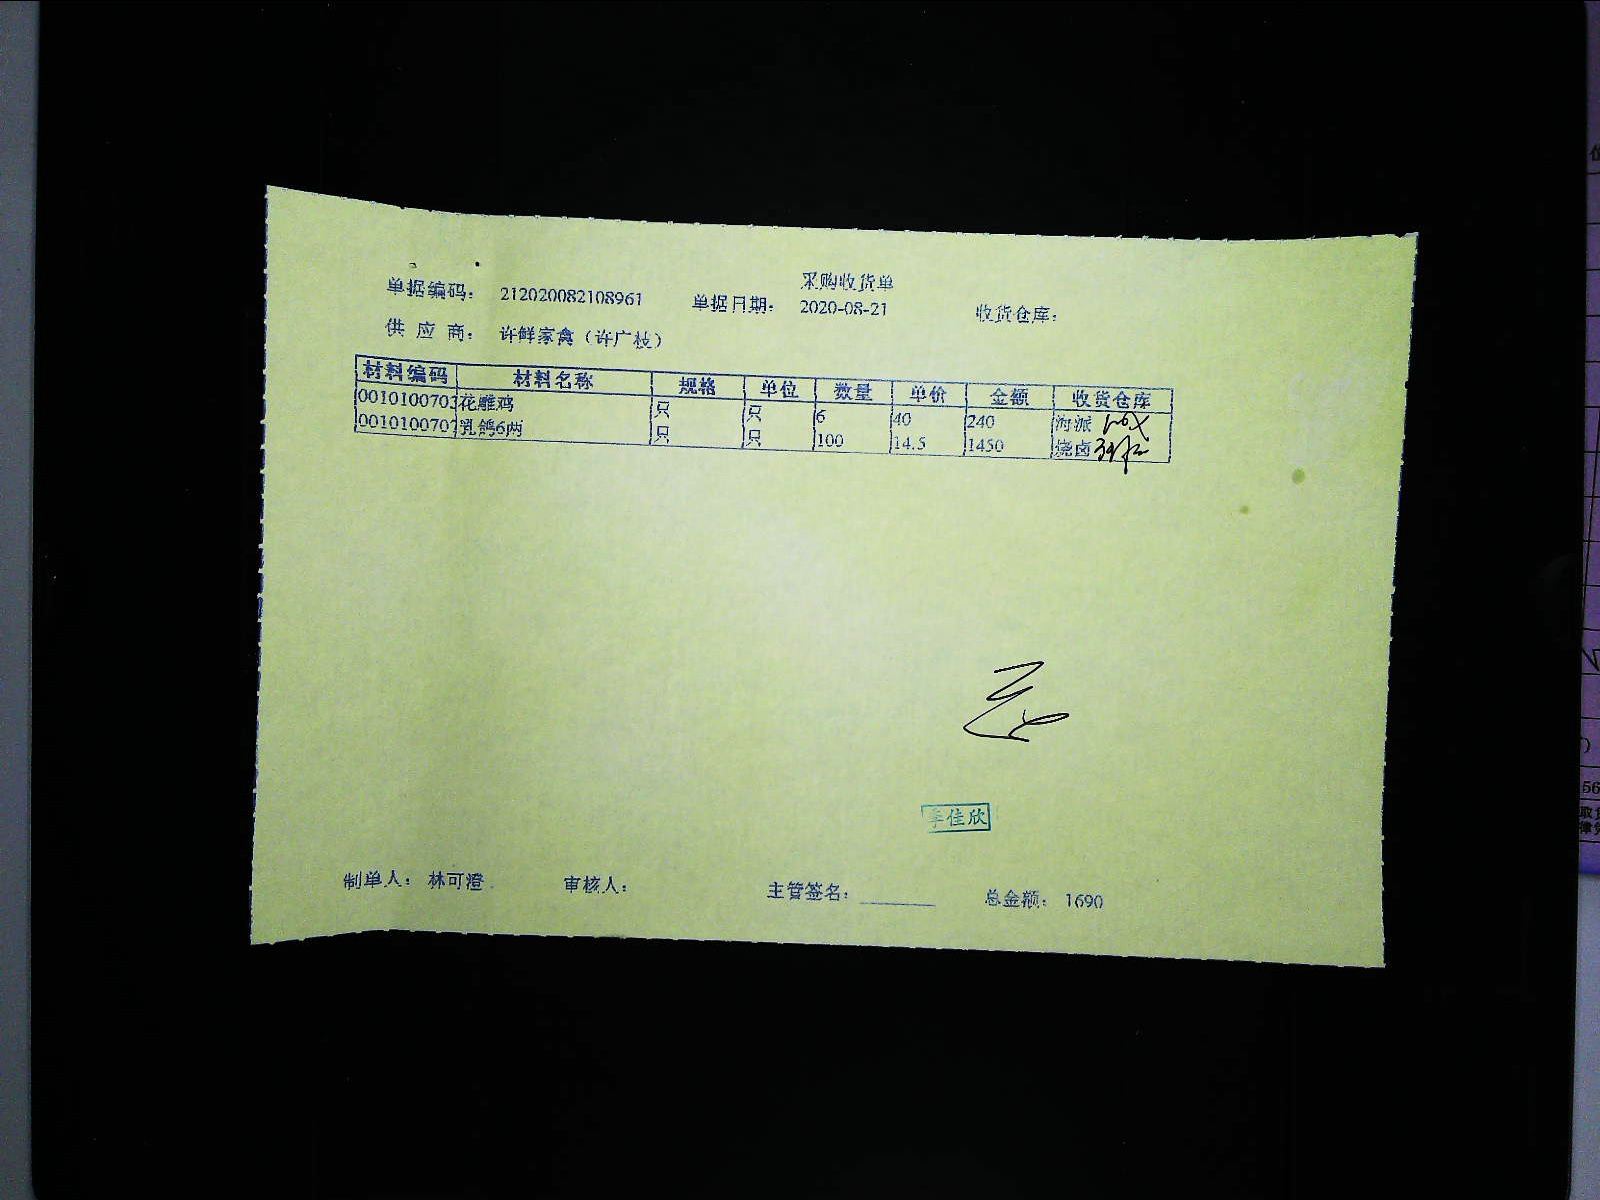 采购收货单
单据编码： 212020082108961 单据日期： 2020-08-21 收货仓库：
供 应 商： 许鲜家禽（许广枝）
材料编码 材料名称 规格 单位 数量 单价 金额 收货仓库
0010100703 花雕鸡 只 只 6 40 240 海派
0010100707 乳鸽6两 只 只 100 14.5 1450 烧卤
李佳欣
制单人： 林可澄 审核人： 主管签名： 总金额： 1690